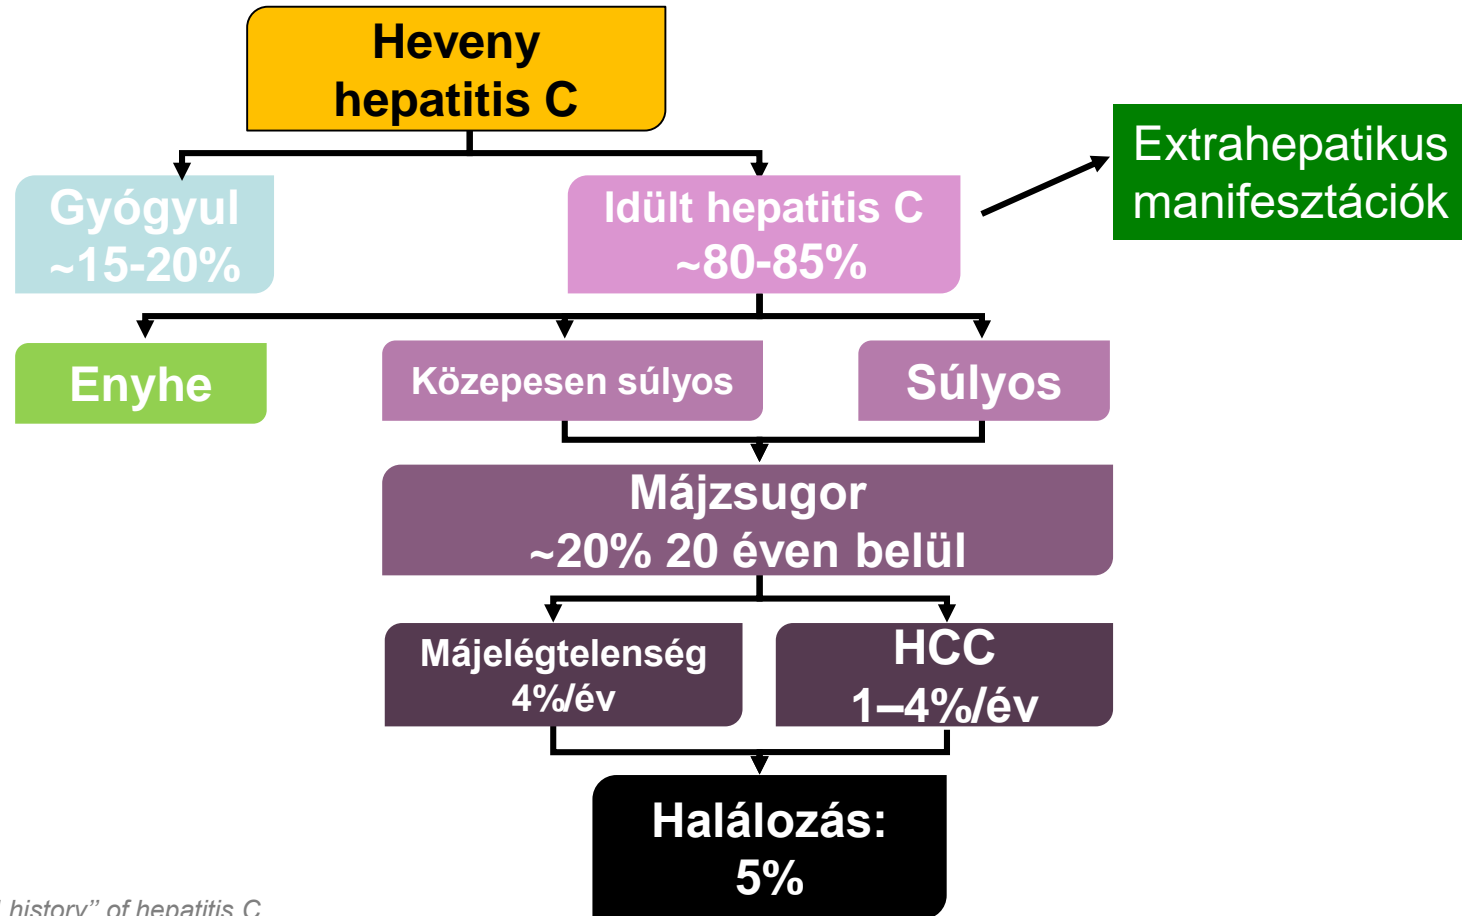 Heveny
hepatitis C
Extrahepatikus
manifesztációk
Gyógyul
~15-20%
Idült hepatitis C
~80-85%
Enyhe
Közepesen súlyos
Súlyos
Májzsugor
~20% 20 éven belül
Májelégtelenség
4%/év
HCC
1–4%/év
Halálozás:
5%
history” of hepatitis C